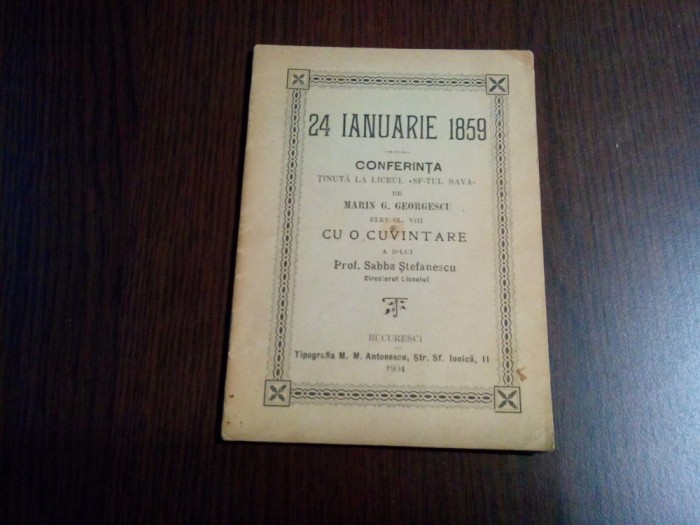 24 IANUARIE 1859
CONFERINȚA
ȚINUTĂ LA LICEUL «SF-TUL SAVA»
DE
MARIN G. GEORGESCU
ELEV CL. VIII
CU O CUVINTARE
A D-LUI
Prof. Sabba Ștefanescu
Directorul Liceului
BUCURESCI
Tipografia M. M. Antonescu, Str. Sf. Ionică, 11
1904